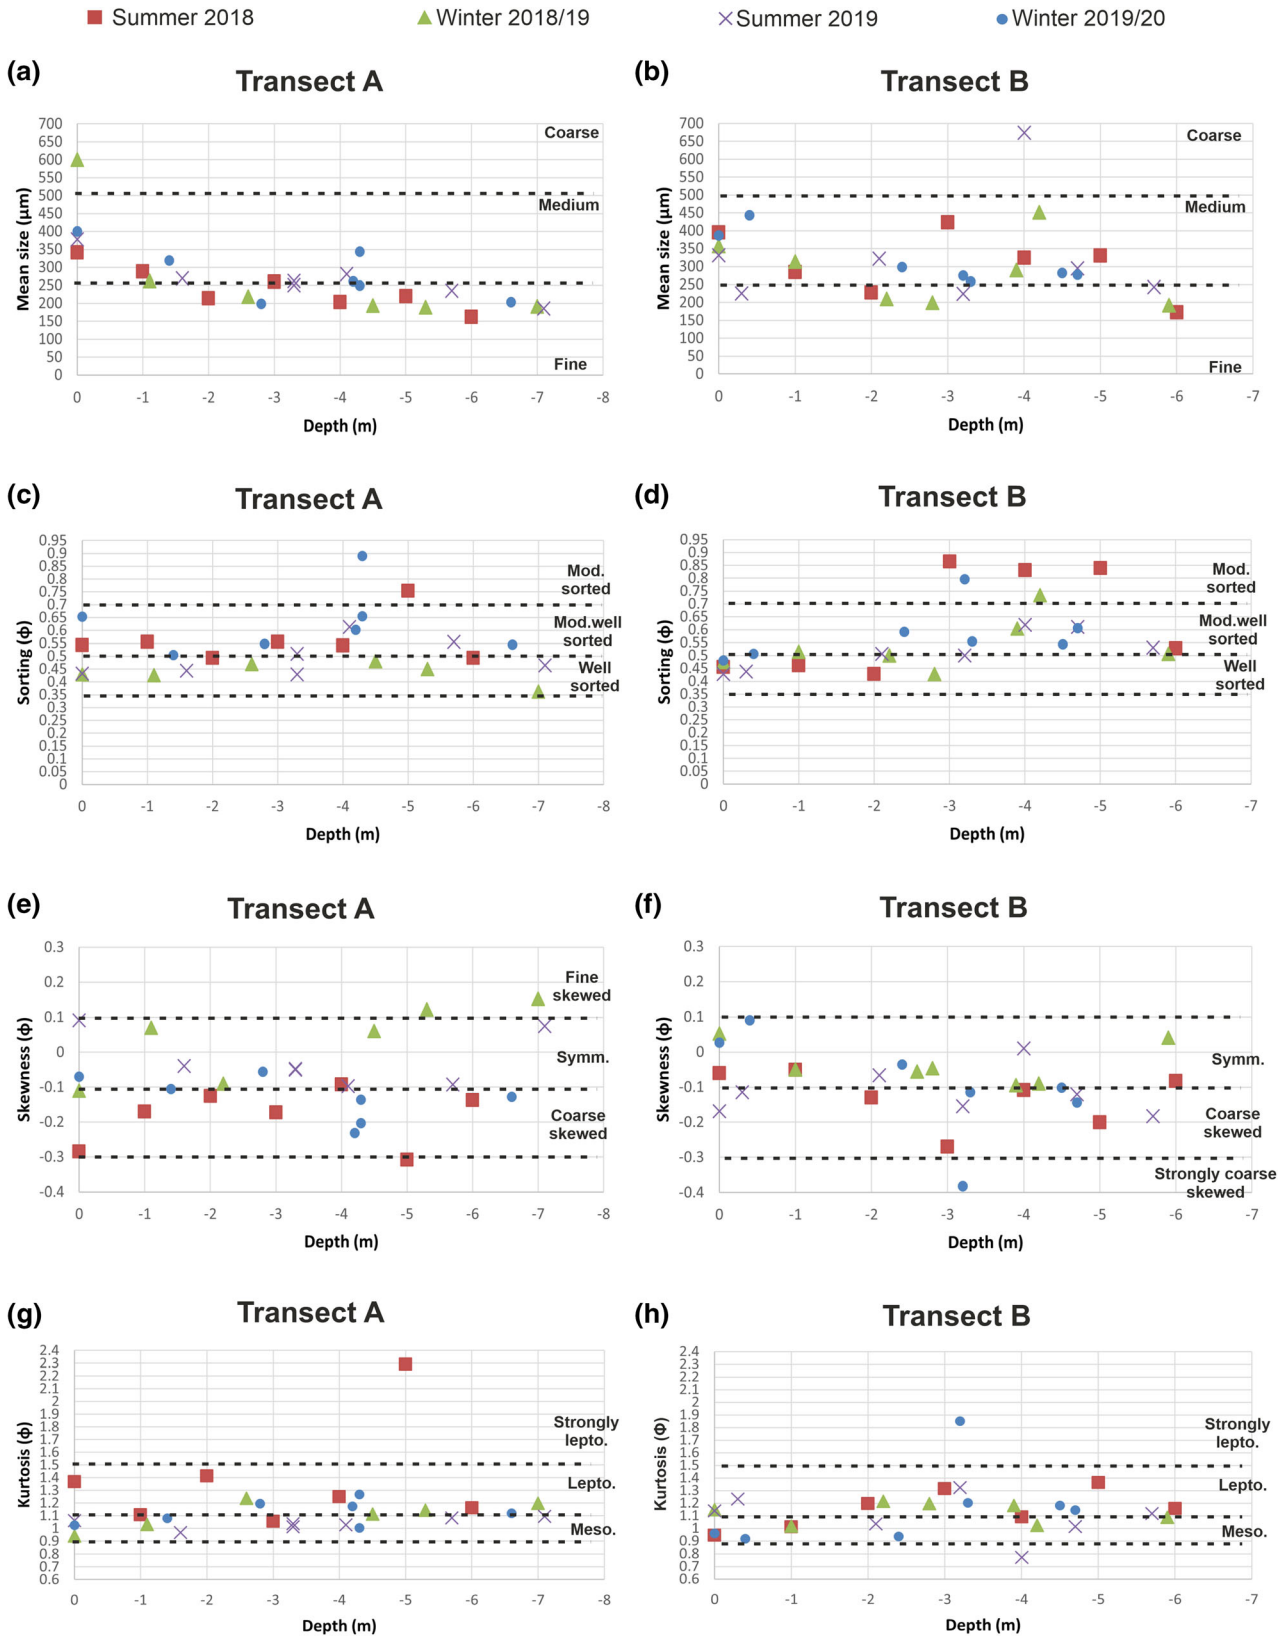 Summer 2018 Winter 2018/19 Summer 2019 Winter 2019/20
(a) Transect A
700
650
600
550
500
450
400
350
300
250
200
150
100
50
0
Mean size (µm)
Coarse
Medium
Fine
0 -1 -2 -3 -4 -5 -6 -7 -8
Depth (m)
(b) Transect B
700
650
600
550
500
450
400
350
300
250
200
150
100
50
0
Mean size (µm)
Coarse
Medium
Fine
0 -1 -2 -3 -4 -5 -6 -7
Depth (m)
(c) Transect A
0.95
0.9
0.85
0.8
0.75
0.7
0.65
0.6
0.55
0.5
0.45
0.4
0.35
0.3
0.25
0.2
0.15
0.1
0.05
0
Sorting (ϕ)
Mod.
sorted
Mod.well
sorted
Well
sorted
0 -1 -2 -3 -4 -5 -6 -7 -8
Depth (m)
(d) Transect B
0.95
0.9
0.85
0.8
0.75
0.7
0.65
0.6
0.55
0.5
0.45
0.4
0.35
0.3
0.25
0.2
0.15
0.1
0.05
0
Sorting (ϕ)
Mod.
sorted
Mod.well
sorted
Well
sorted
0 -1 -2 -3 -4 -5 -6 -7
Depth (m)
(e) Transect A
0.3
0.2
0.1
0
-0.1
-0.2
-0.3
-0.4
Skewness (ϕ)
Fine
skewed
Symm.
Coarse
skewed
0 -1 -2 -3 -4 -5 -6 -7 -8
Depth (m)
(f) Transect B
0.3
0.2
0.1
0
-0.1
-0.2
-0.3
-0.4
Skewness (ϕ)
Symm.
Coarse
skewed
Strongly coarse
skewed
0 -1 -2 -3 -4 -5 -6 -7
Depth (m)
(g) Transect A
2.4
2.3
2.2
2.1
2
1.9
1.8
1.7
1.6
1.5
1.4
1.3
1.2
1.1
1
0.9
0.8
0.7
0.6
Kurtosis (ϕ)
Strongly
lepto.
Lepto.
Meso.
0 -1 -2 -3 -4 -5 -6 -7 -8
Depth (m)
(h) Transect B
2.4
2.3
2.2
2.1
2
1.9
1.8
1.7
1.6
1.5
1.4
1.3
1.2
1.1
1
0.9
0.8
0.7
0.6
Kurtosis (Φ)
Strongly
lepto.
Lepto.
Meso.
0 -1 -2 -3 -4 -5 -6 -7
Depth (m)